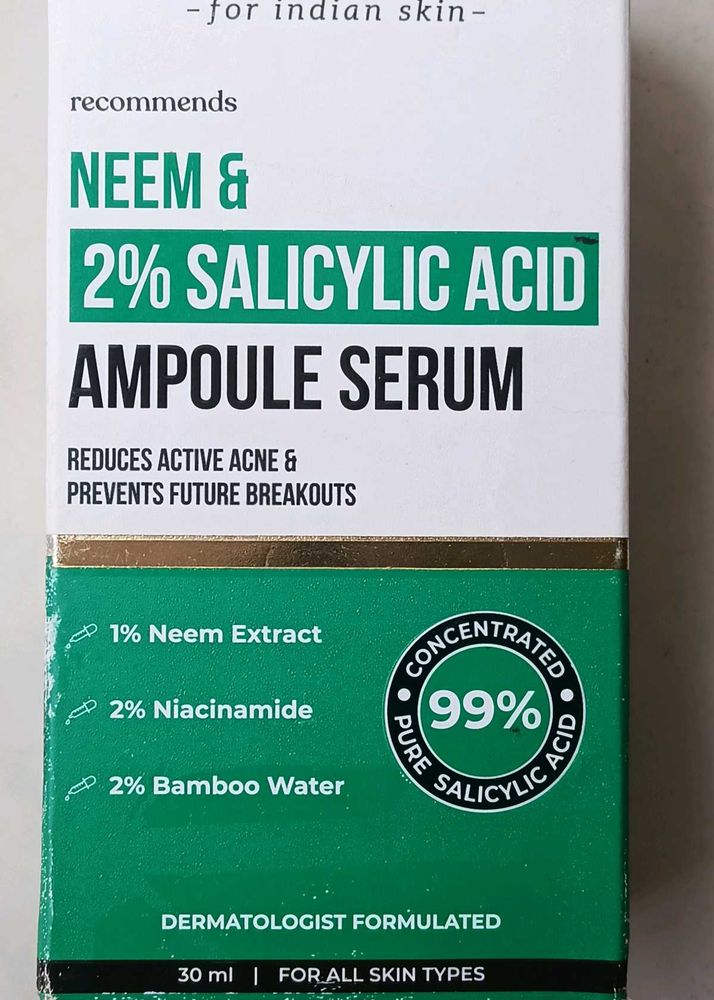 –for indian skin–
recommends
NEEM &
2% SALICYLIC ACID
AMPOULE SERUM
REDUCES ACTIVE ACNE &
PREVENTS FUTURE BREAKOUTS
1% Neem Extract
2% Niacinamide
2% Bamboo Water
CONCENTRATED
99%
PURE SALICYLIC ACID
DERMATOLOGIST FORMULATED
30 ml | FOR ALL SKIN TYPES